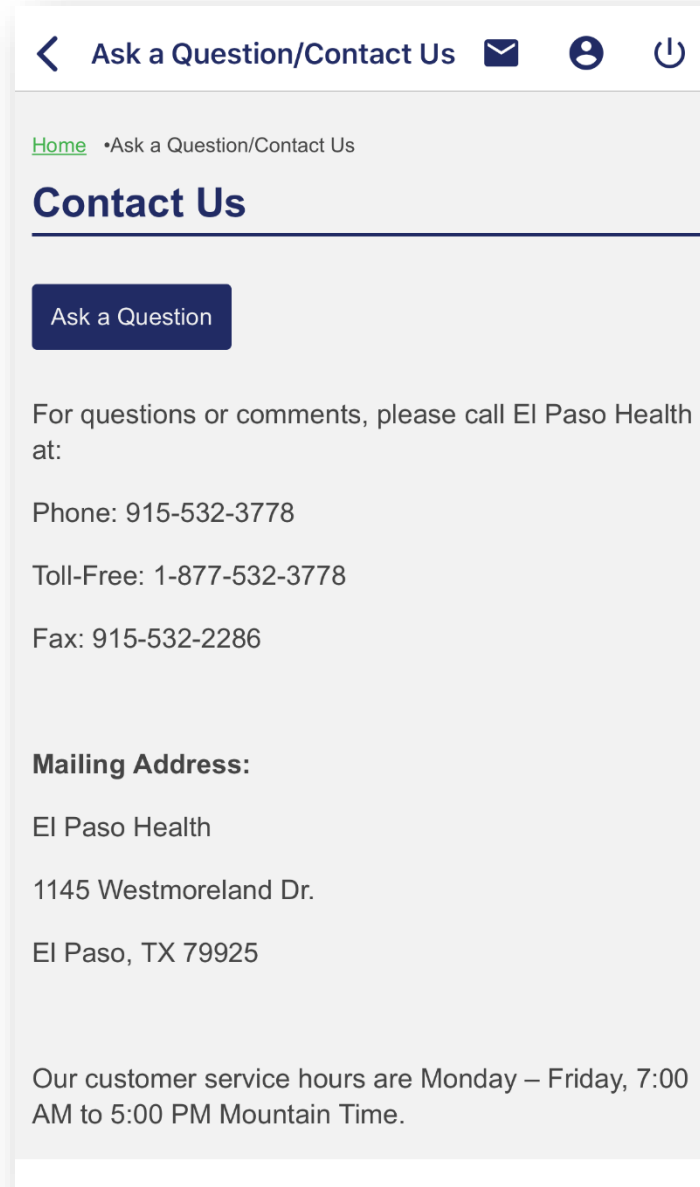 Ask a Question/Contact Us
Home •Ask a Question/Contact Us
Contact Us
Ask a Question
For questions or comments, please call El Paso Health
at:
Phone: 915-532-3778
Toll-Free: 1-877-532-3778
Fax: 915-532-2286
Mailing Address:
El Paso Health
1145 Westmoreland Dr.
El Paso, TX 79925
Our customer service hours are Monday – Friday, 7:00
AM to 5:00 PM Mountain Time.